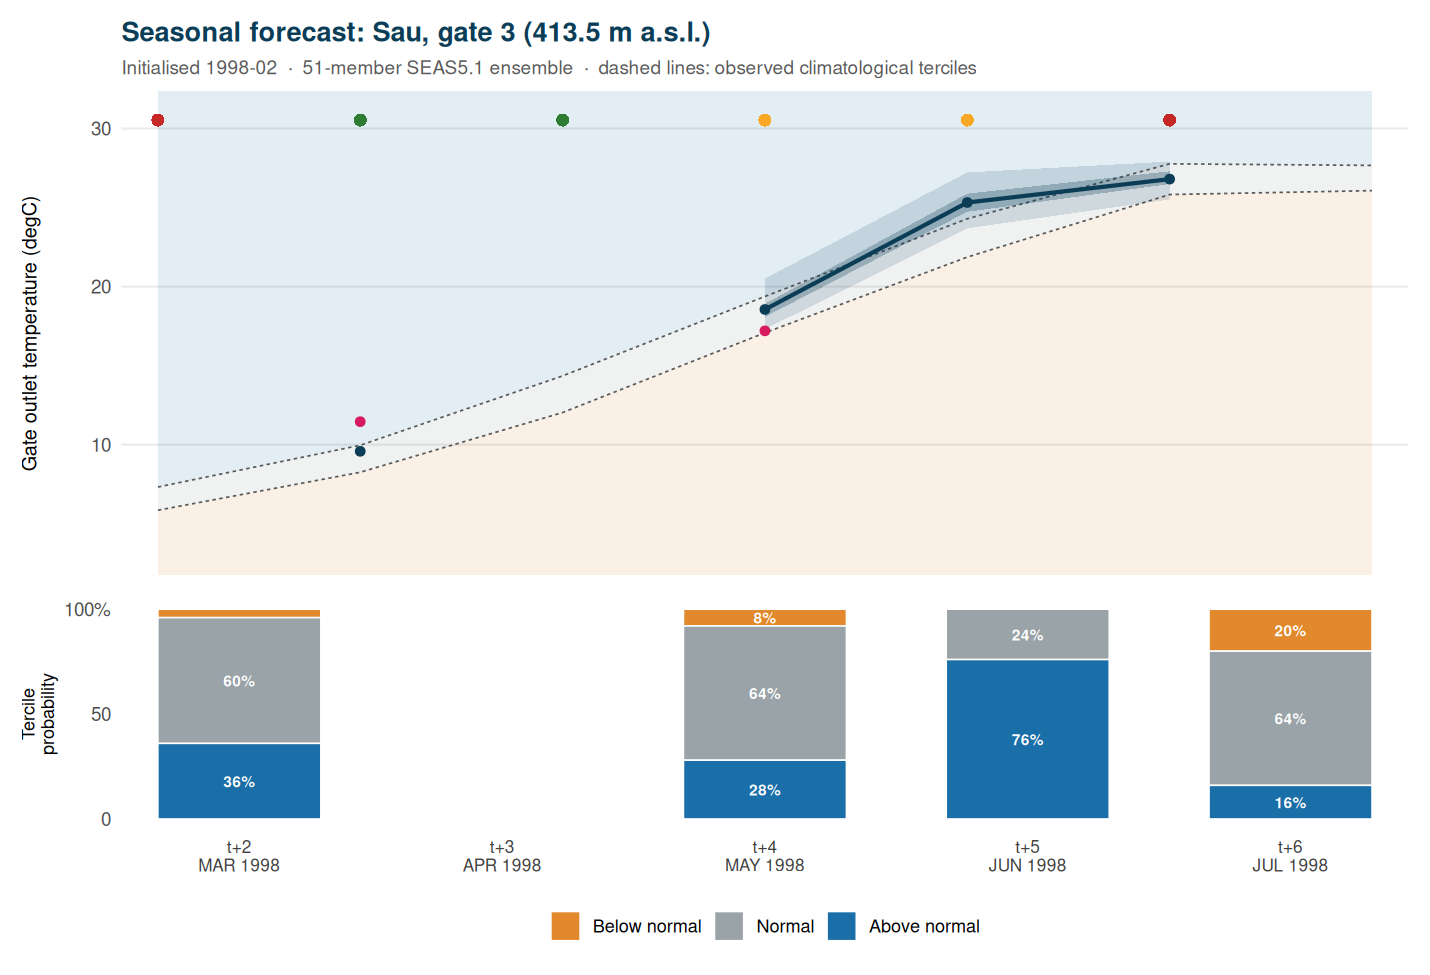 Seasonal forecast: Sau, gate 3 (413.5 m a.s.l.)
Initialised 1998-02 · 51-member SEAS5.1 ensemble · dashed lines: observed climatological terciles
Gate outlet temperature (degC)
30
20
10
Tercile
probability
100%
50
0
60%
36%
8%
64%
28%
24%
76%
20%
64%
16%
t+2
MAR 1998
t+3
APR 1998
t+4
MAY 1998
t+5
JUN 1998
t+6
JUL 1998
Below normal
Normal
Above normal